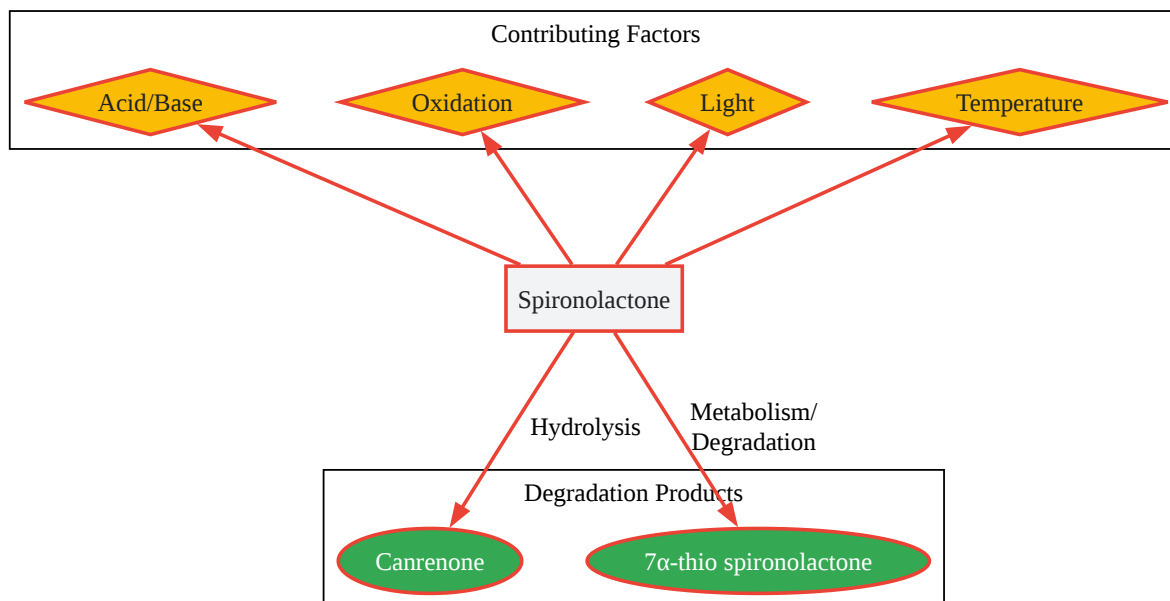 Contributing Factors
Acid/Base
Oxidation
Light
Temperature
Spironolactone
Hydrolysis
Metabolism/
Degradation
Degradation Products
Canrenone
7α-thio spironolactone